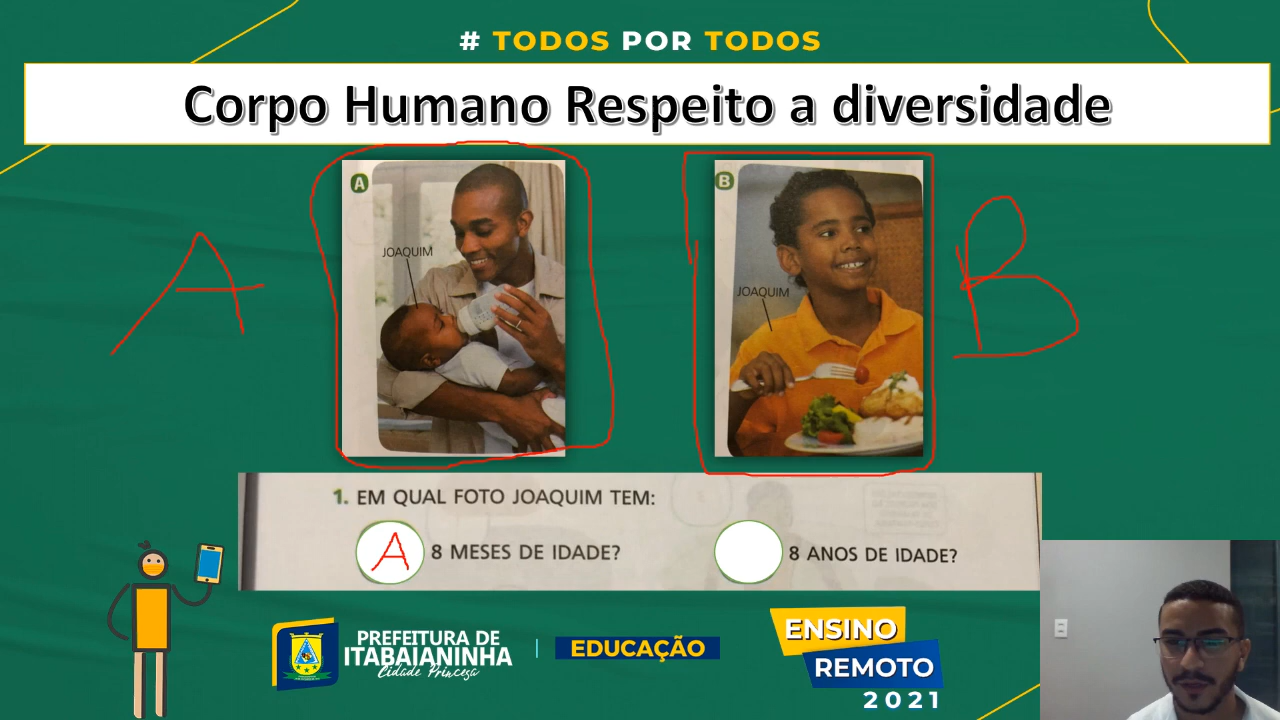 # TODOS POR TODOS
Corpo Humano Respeito a diversidade
A
JOAQUIM
A
B
JOAQUIM
B
1. EM QUAL FOTO JOAQUIM TEM:
A 8 MESES DE IDADE?
8 ANOS DE IDADE?
PREFEITURA DE
ITABAIANINHA
Cidade Princesa
EDUCAÇÃO
ENSINO
REMOTO
2021